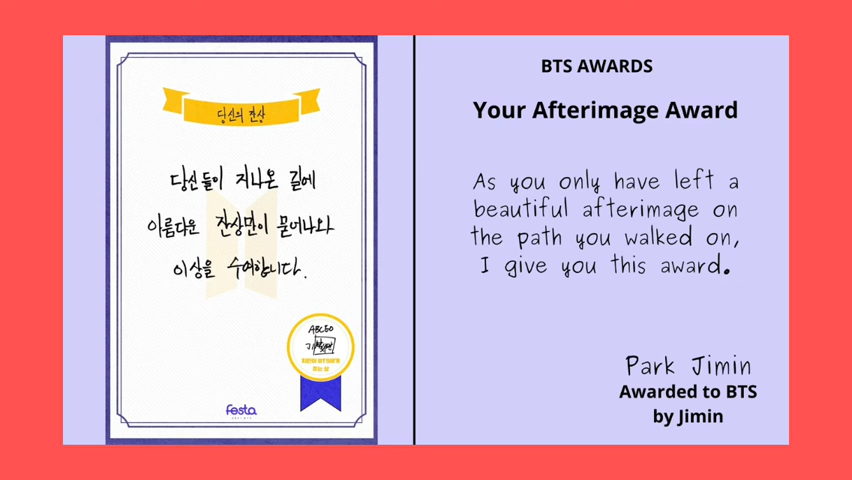 당신의 잔상
당신들이 지나온 길에
아름다운 잔상만이 묻어나와
이상을 수여합니다.
ABCEO
festa
BTS AWARDS
Your Afterimage Award
As you only have left a
beautiful afterimage on
the path you walked on,
I give you this award.
Park Jimin
Awarded to BTS
by Jimin